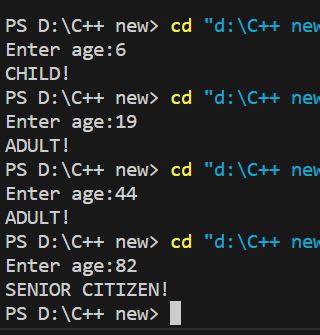 PS D:\C++ new> cd "d:\C++ new
Enter age:6
CHILD!
PS D:\C++ new> cd "d:\C++ new
Enter age:19
ADULT!
PS D:\C++ new> cd "d:\C++ new
Enter age:44
ADULT!
PS D:\C++ new> cd "d:\C++ new
Enter age:82
SENIOR CITIZEN!
PS D:\C++ new>